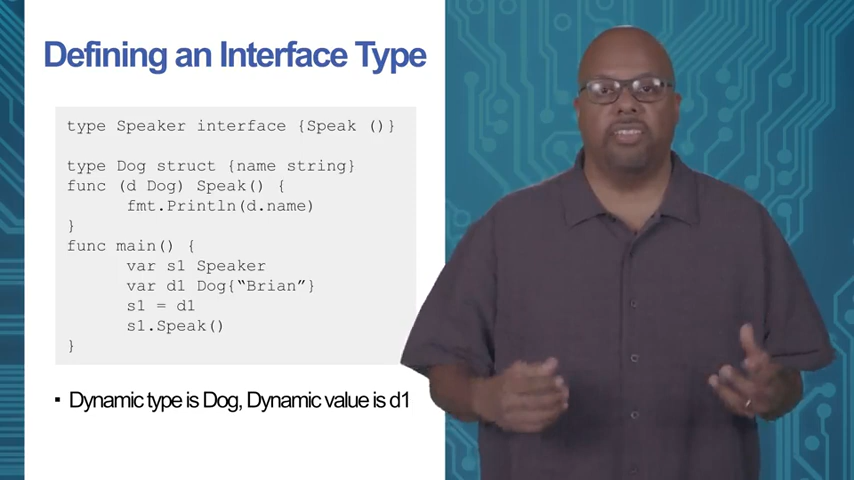 Defining an Interface Type
type Speaker interface {Speak ()}
type Dog struct {name string}
func (d Dog) Speak() {
fmt.Println(d.name)
}
func main() {
var s1 Speaker
var d1 Dog{“Brian”}
s1 = d1
s1.Speak()
}
▪ Dynamic type is Dog, Dynamic value is d1